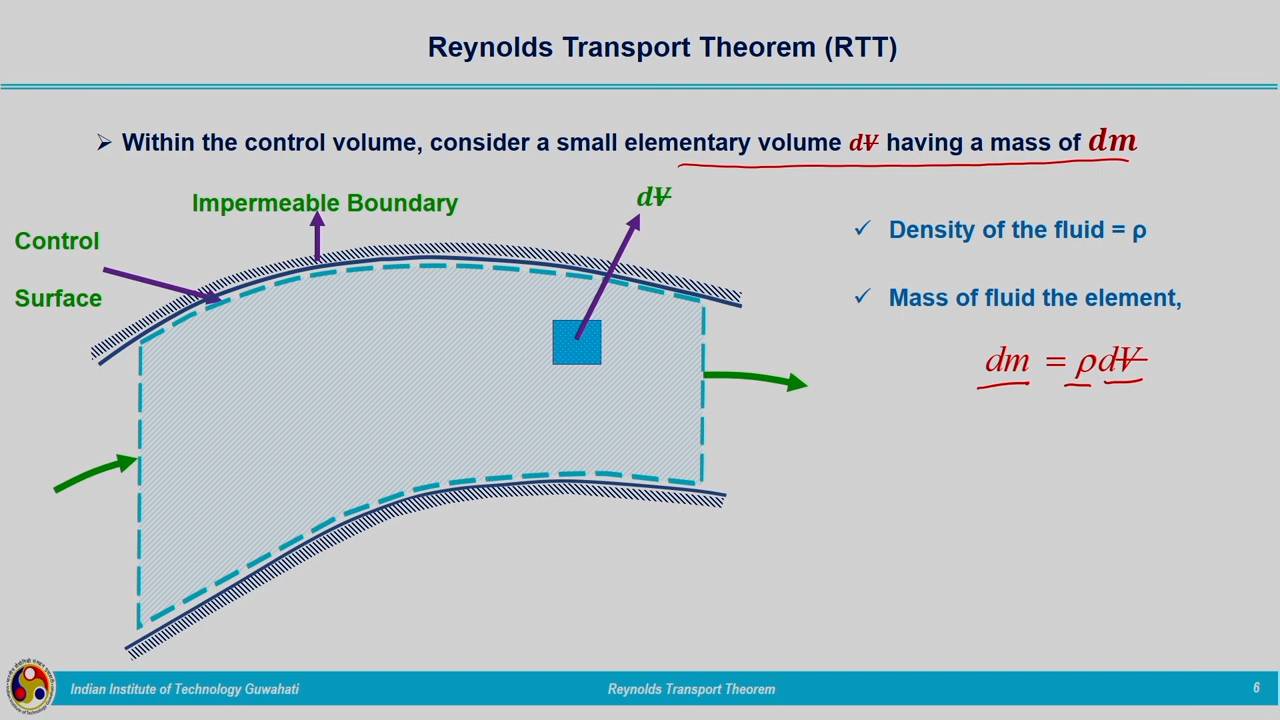 Reynolds Transport Theorem (RTT)
➢ Within the control volume, consider a small elementary volume dV̶ having a mass of dm
Impermeable Boundary
dV̶
Control
Surface
✓ Density of the fluid = ρ
✓ Mass of fluid the element,
dm = ρdV̶
Indian Institute of Technology Guwahati
Reynolds Transport Theorem
6